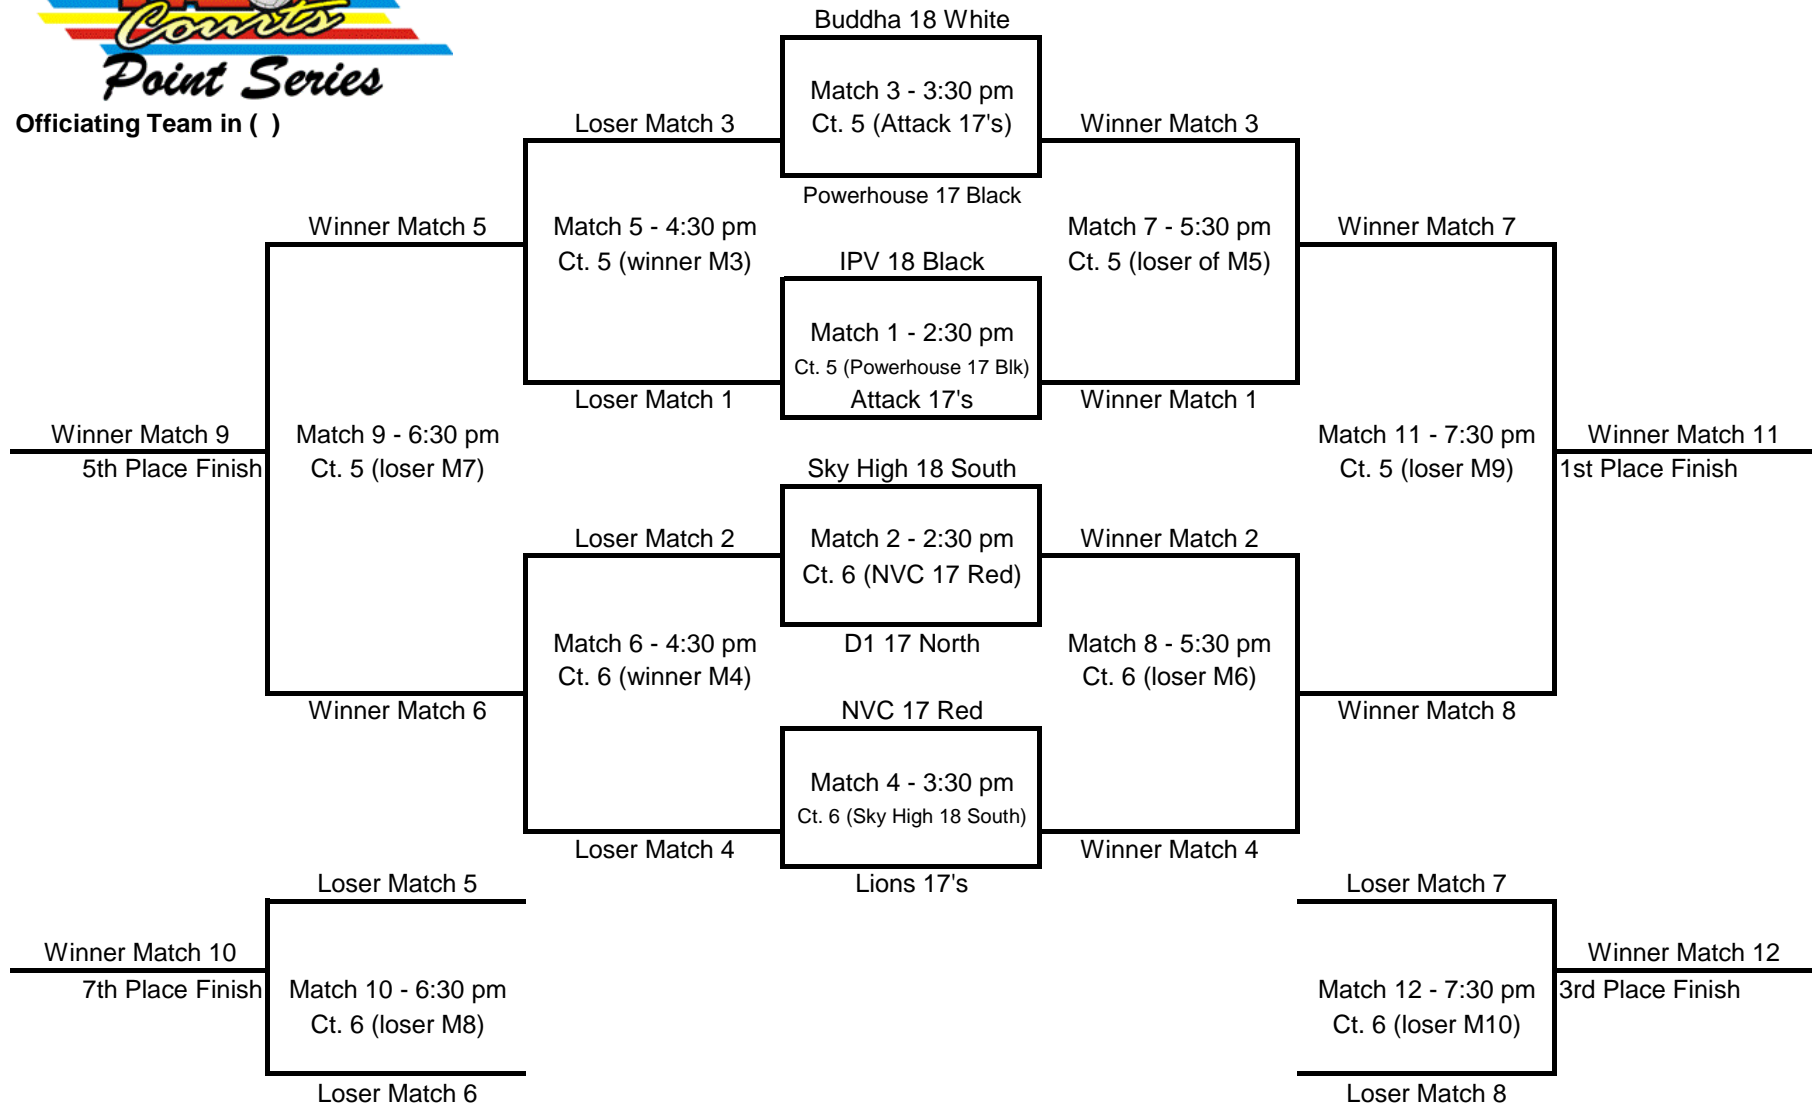 Courts
Point Series
Officiating Team in (  )
Buddha 18 White
Match 3 - 3:30 pm
Ct. 5 (Attack 17's)
Powerhouse 17 Black
Loser Match 3
Winner Match 3
Winner Match 5
Match 5 - 4:30 pm
Ct. 5 (winner M3)
Match 7 - 5:30 pm
Ct. 5 (loser of M5)
Winner Match 7
IPV 18 Black
Match 1 - 2:30 pm
Ct. 5 (Powerhouse 17 Blk)
Attack 17's
Loser Match 1
Winner Match 1
Winner Match 9
5th Place Finish
Match 9 - 6:30 pm
Ct. 5 (loser M7)
Match 11 - 7:30 pm
Ct. 5 (loser M9)
Winner Match 11
1st Place Finish
Sky High 18 South
Match 2 - 2:30 pm
Ct. 6 (NVC 17 Red)
D1 17 North
Loser Match 2
Winner Match 2
Match 6 - 4:30 pm
Ct. 6 (winner M4)
Match 8 - 5:30 pm
Ct. 6 (loser M6)
Winner Match 6
Winner Match 8
NVC 17 Red
Match 4 - 3:30 pm
Ct. 6 (Sky High 18 South)
Lions 17's
Loser Match 4
Winner Match 4
Loser Match 5
Winner Match 10
7th Place Finish
Match 10 - 6:30 pm
Ct. 6 (loser M8)
Loser Match 6
Loser Match 7
Match 12 - 7:30 pm
Ct. 6 (loser M10)
Winner Match 12
3rd Place Finish
Loser Match 8